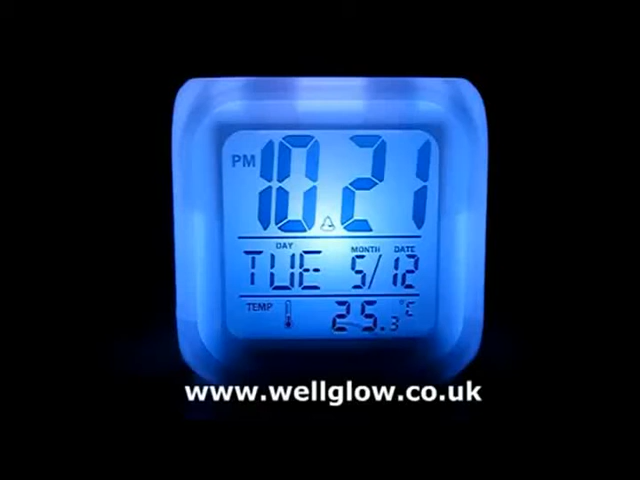 PM 10 21
DAY MONTH DATE
TUE 5/12
TEMP 25.3 °C
www.wellglow.co.uk